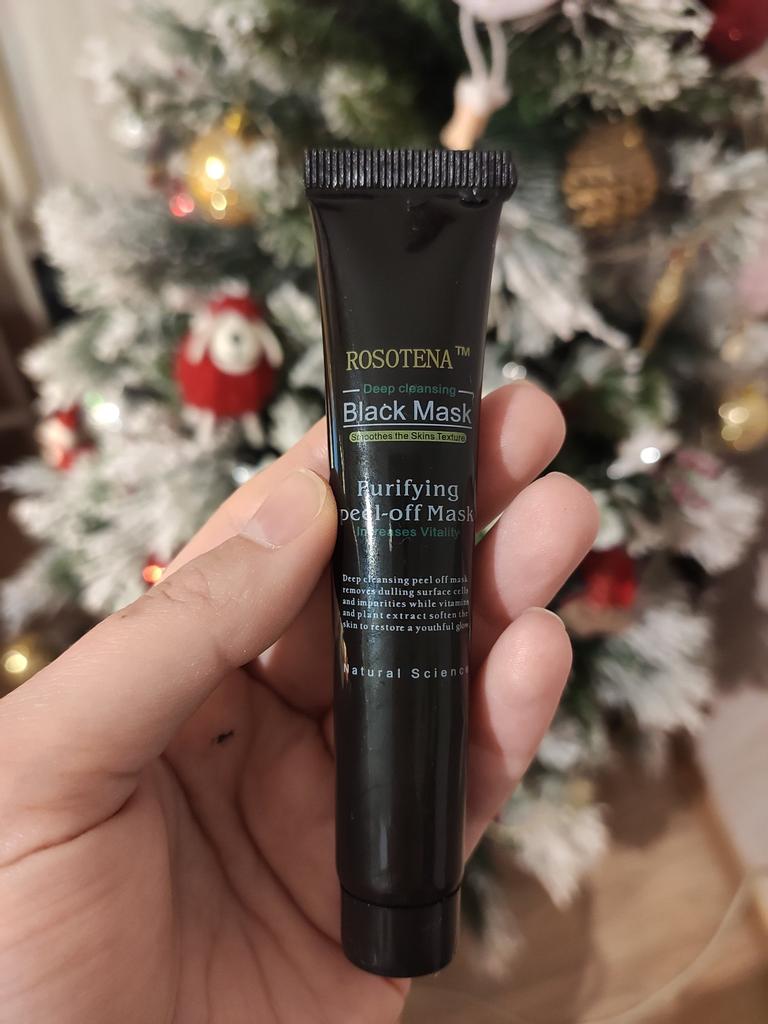 ROSOTENA™
Deep cleansing
Black Mask
Smoothes the Skins Texture
Purifying
peel-off Mask
Increases Vitality
Deep cleansing peel off mask
removes dulling surface cells
and impurities while vitamins
and plant extract soften the
skin to restore a youthful glow
Natural Science